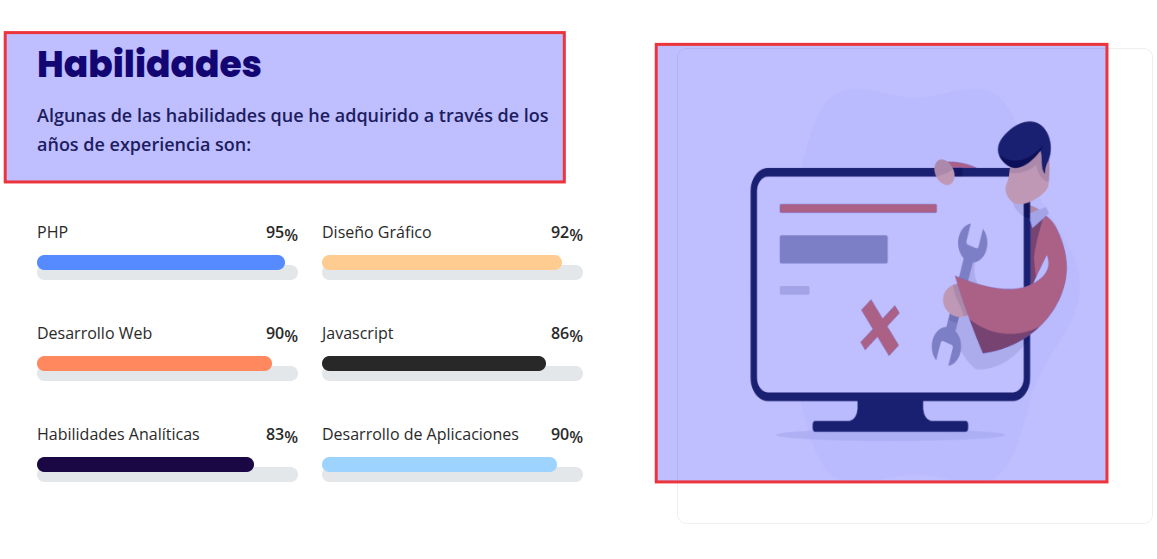 Habilidades
Algunas de las habilidades que he adquirido a través de los
años de experiencia son:
PHP 95%
Diseño Gráfico 92%
Desarrollo Web 90%
Javascript 86%
Habilidades Analíticas 83%
Desarrollo de Aplicaciones 90%